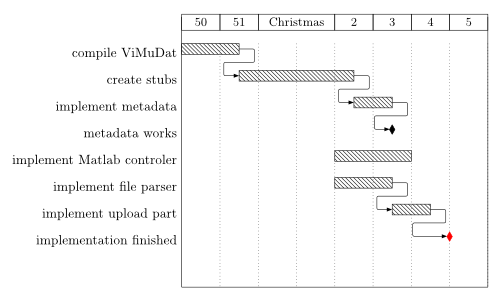 50 51 Christmas 2 3 4 5
compile ViMuDat
create stubs
implement metadata
metadata works
implement Matlab controler
implement file parser
implement upload part
implementation finished